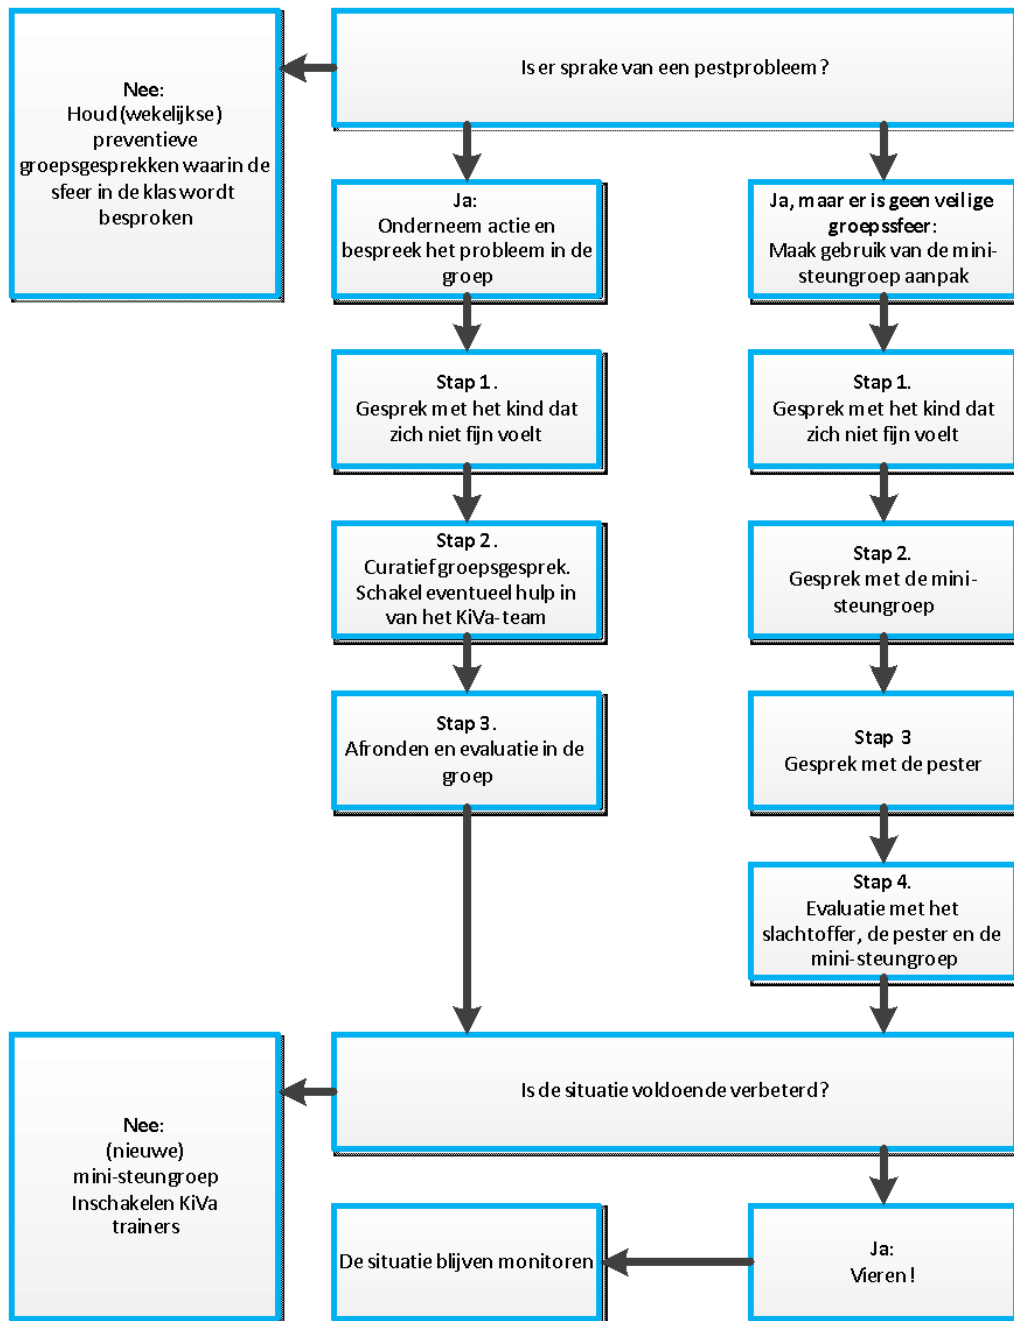 Is er sprake van een pestprobleem?
Nee:
Houd (wekelijkse)
preventieve
groepsgesprekken waarin de
sfeer in de klas wordt
besproken
Ja:
Onderneem actie en
bespreek het probleem in de
groep
Ja, maar er is geen veilige
groepssfeer:
Maak gebruik van de mini-
steungroep aanpak
Stap 1.
Gesprek met het kind dat
zich niet fijn voelt
Stap 1.
Gesprek met het kind dat
zich niet fijn voelt
Stap 2.
Curatief groepsgesprek.
Schakel eventueel hulp in
van het KiVa-team
Stap 2.
Gesprek met de mini-
steungroep
Stap 3.
Afronden en evaluatie in de
groep
Stap 3
Gesprek met de pester
Stap 4.
Evaluatie met het
slachtoffer, de pester en de
mini-steungroep
Is de situatie voldoende verbeterd?
Nee:
(nieuwe)
mini-steungroep
Inschakelen KiVa
trainers
De situatie blijven monitoren
Ja:
Vieren!